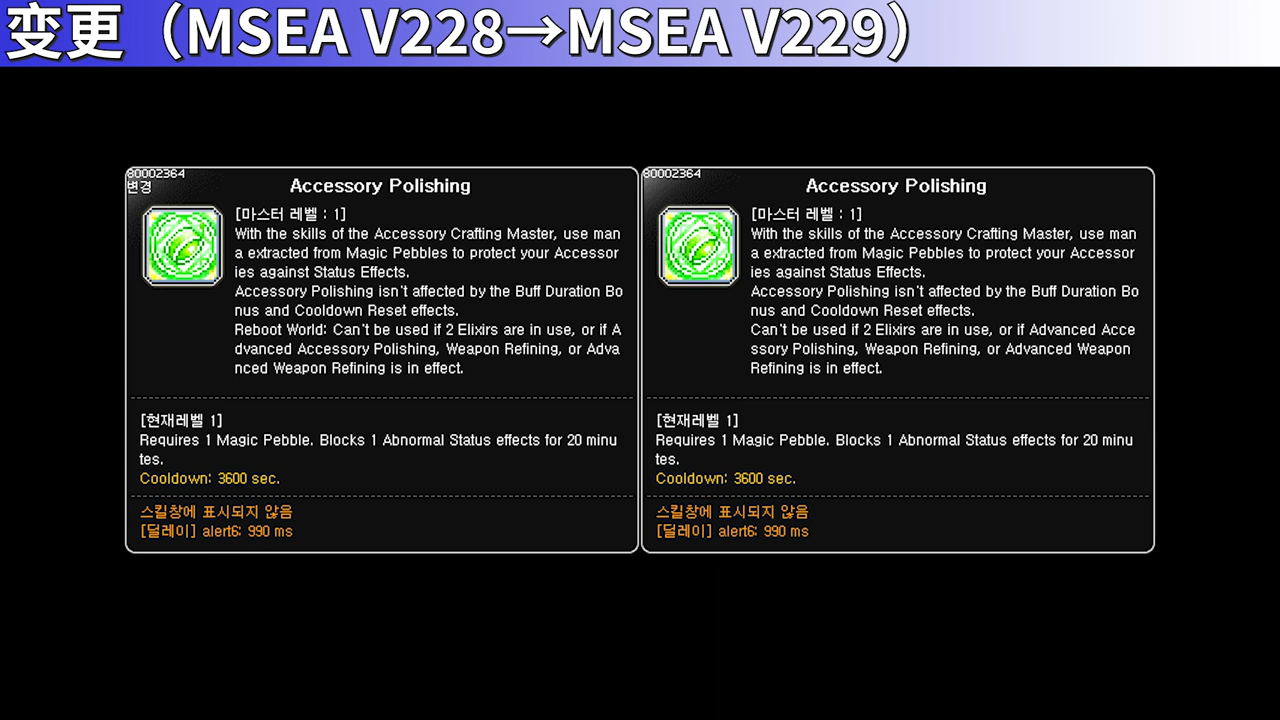 变更（MSEA V228→MSEA V229）
80002364
변경
Accessory Polishing
[마스터 레벨 : 1]
With the skills of the Accessory Crafting Master, use man
a extracted from Magic Pebbles to protect your Accessor
ies against Status Effects.
Accessory Polishing isn't affected by the Buff Duration Bo
nus and Cooldown Reset effects.
Reboot World: Can't be used if 2 Elixirs are in use, or if A
dvanced Accessory Polishing, Weapon Refining, or Adva
nced Weapon Refining is in effect.
[현재레벨 1]
Requires 1 Magic Pebble. Blocks 1 Abnormal Status effects for 20 minu
tes.
Cooldown: 3600 sec.
스킬창에 표시되지 않음
[딜레이] alert6: 990 ms
80002364
Accessory Polishing
[마스터 레벨 : 1]
With the skills of the Accessory Crafting Master, use man
a extracted from Magic Pebbles to protect your Accessor
ies against Status Effects.
Accessory Polishing isn't affected by the Buff Duration Bo
nus and Cooldown Reset effects.
Can't be used if 2 Elixirs are in use, or if Advanced Acce
ssory Polishing, Weapon Refining, or Advanced Weapon
Refining is in effect.
[현재레벨 1]
Requires 1 Magic Pebble. Blocks 1 Abnormal Status effects for 20 minu
tes.
Cooldown: 3600 sec.
스킬창에 표시되지 않음
[딜레이] alert6: 990 ms